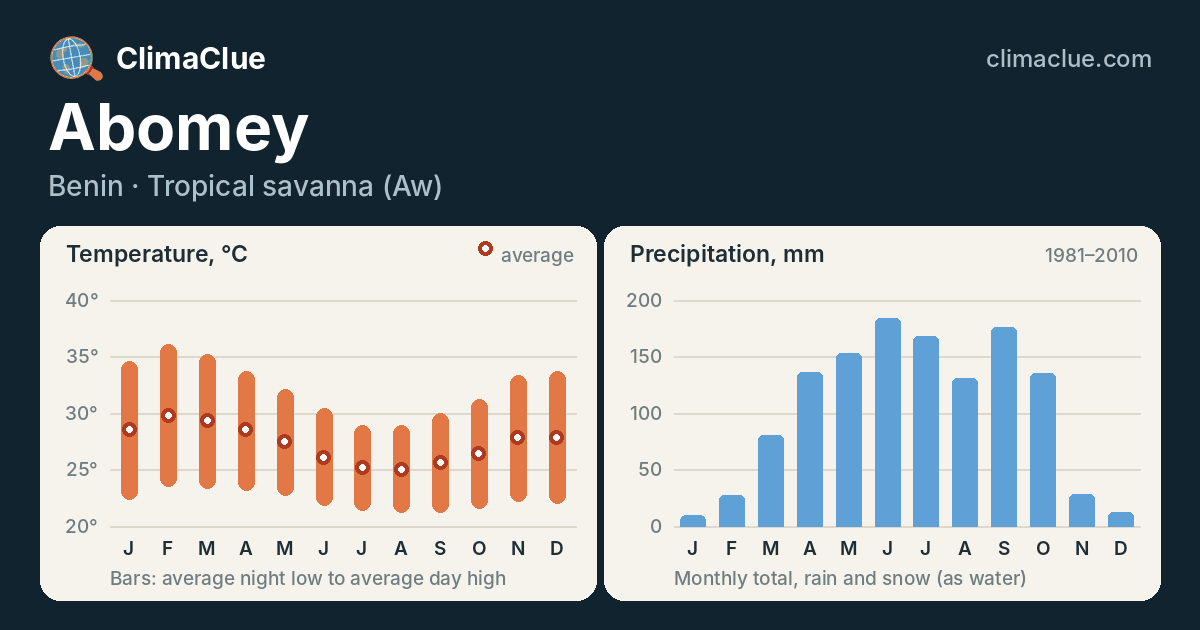 ClimaClue
climaclue.com
Abomey
Benin · Tropical savanna (Aw)
Temperature, °C
average
40°
35°
30°
25°
20°
J F M A M J J A S O N D
Bars: average night low to average day high
Precipitation, mm
1981–2010
200
150
100
50
0
J F M A M J J A S O N D
Monthly total, rain and snow (as water)